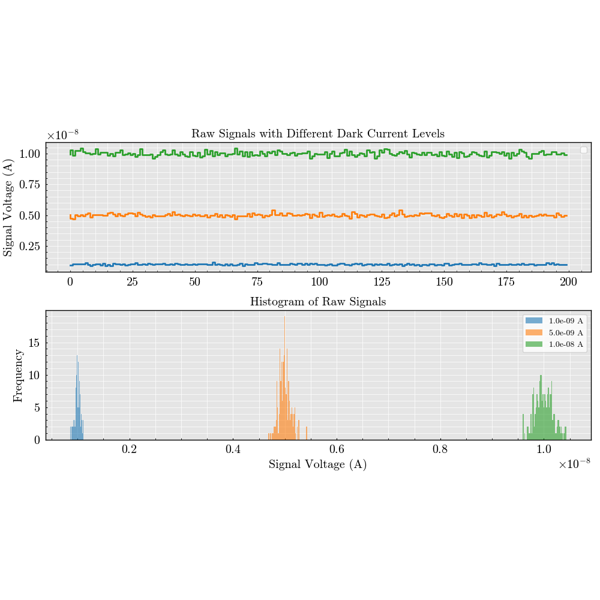 Raw Signals with Different Dark Current Levels
×10⁻⁸
1.00
0.75
0.50
0.25
Signal Voltage (A)
0 25 50 75 100 125 150 175 200
Histogram of Raw Signals
1.0e-09 A
5.0e-09 A
1.0e-08 A
15
10
5
0
Frequency
0.2 0.4 0.6 0.8 1.0
Signal Voltage (A)
×10⁻⁸